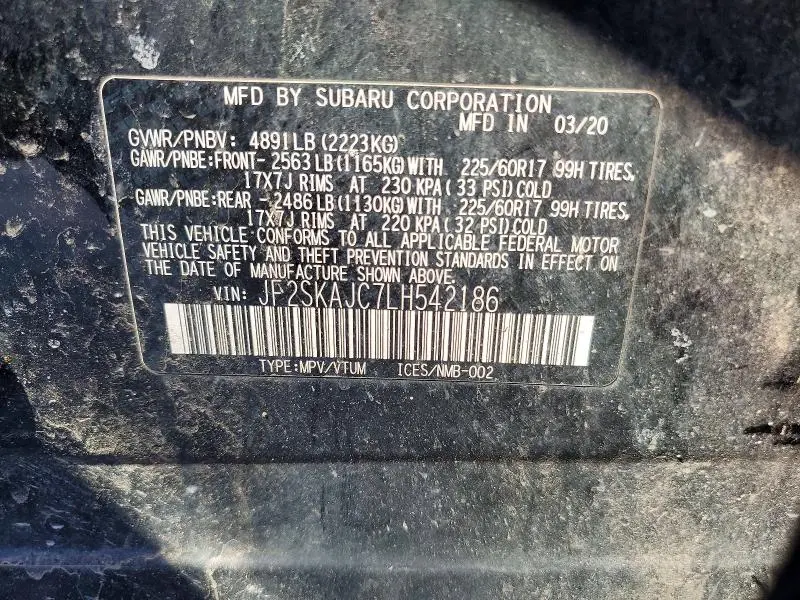 MFD BY SUBARU CORPORATION
MFD IN 03/20
GVWR/PNBV: 4891LB(2223KG)
GAWR/PNBE:FRONT- 2563 LB(1165KG)WITH 225/60R17 99H TIRES,
17X7J RIMS AT 230 KPA( 33 PSI)COLD
GAWR/PNBE:REAR - 2486 LB(1130KG)WITH 225/60R17 99H TIRES,
17X7J RIMS AT 220 KPA( 32 PSI)COLD
THIS VEHICLE CONFORMS TO ALL APPLICABLE FEDERAL MOTOR
VEHICLE SAFETY AND THEFT PREVENTION STANDARDS IN EFFECT ON
THE DATE OF MANUFACTURE SHOWN ABOVE.
VIN: JF2SKAJC7LH542186
TYPE:MPV/VTUM ICES/NMB-002